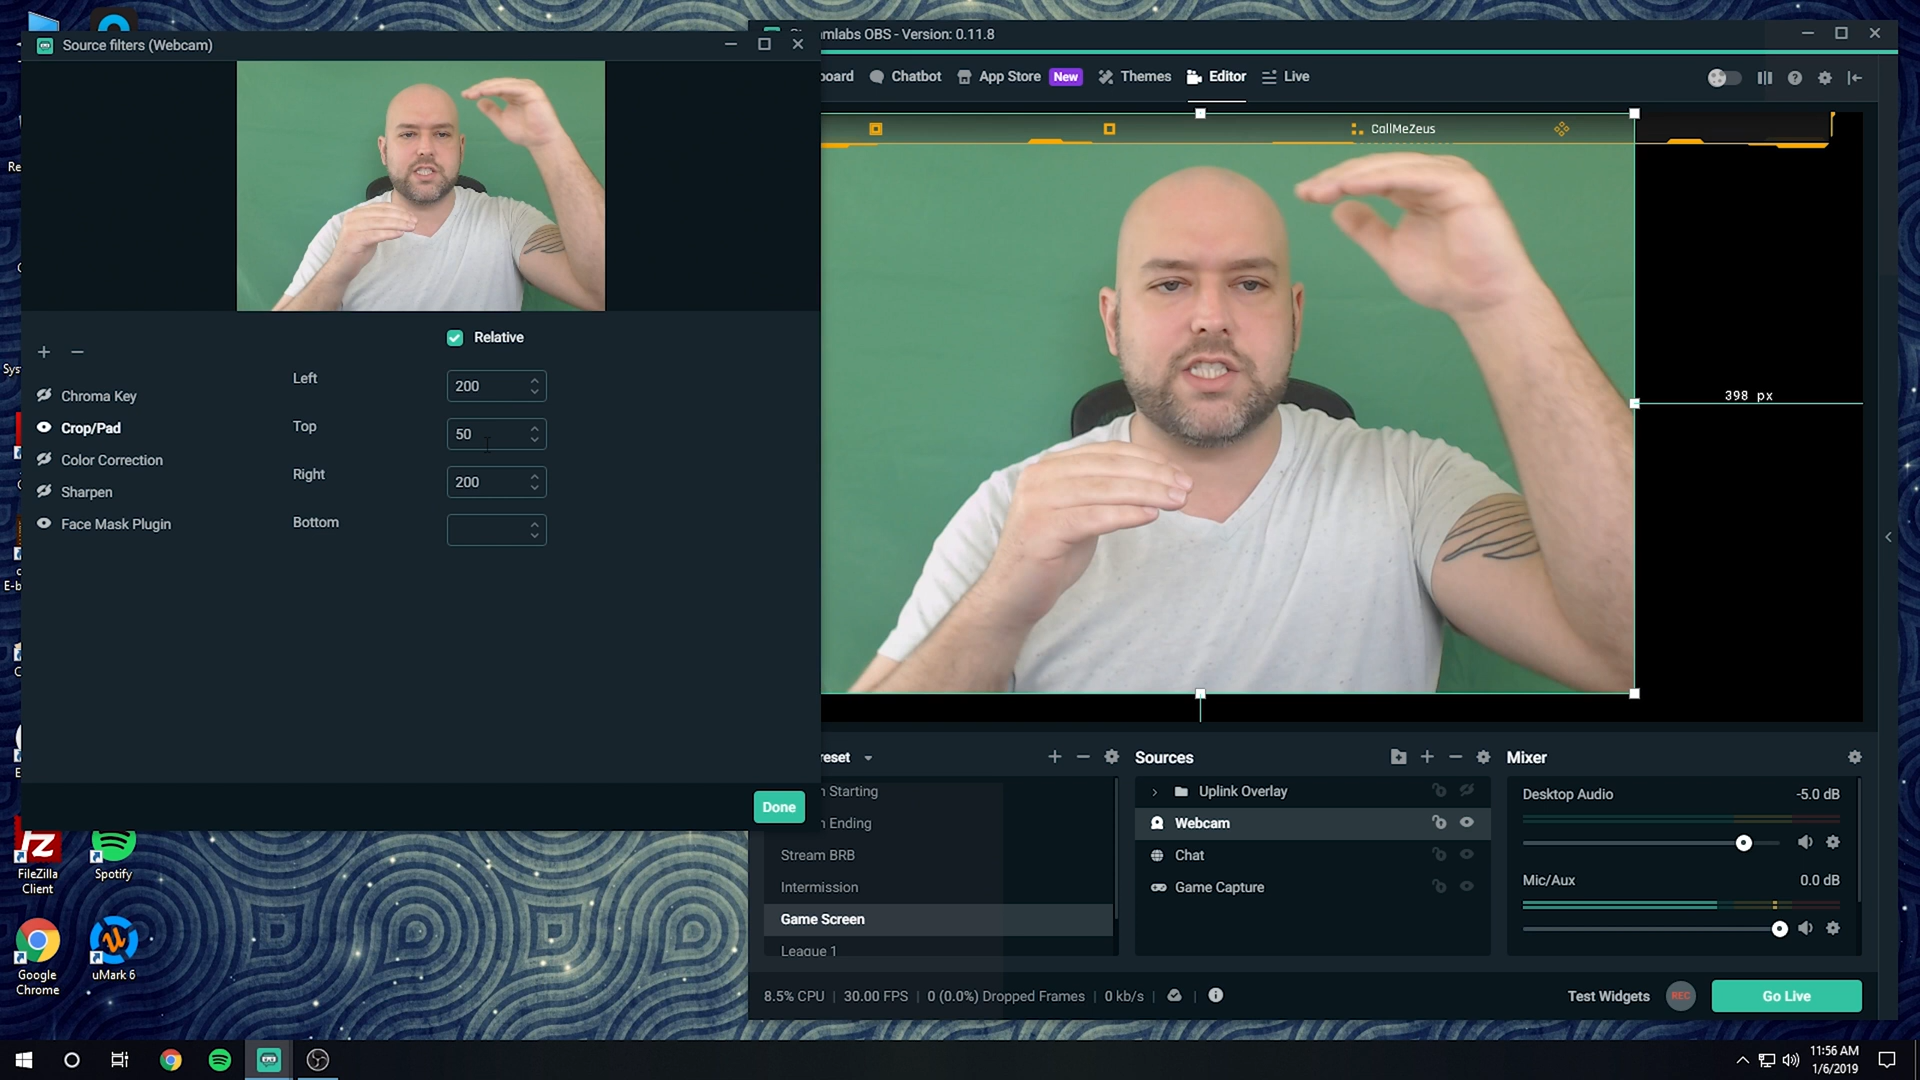 Source filters (Webcam)
mlabs OBS - Version: 0.11.8
board
Chatbot
App Store
New
Themes
Editor
Live
CallMeZeus
398 px
Relative
Left
200
Top
50
Right
200
Bottom
Chroma Key
Crop/Pad
Color Correction
Sharpen
Face Mask Plugin
Done
reset
Starting
Ending
Stream BRB
Intermission
Game Screen
League 1
Sources
Uplink Overlay
Webcam
Chat
Game Capture
Mixer
Desktop Audio
-5.0 dB
Mic/Aux
0.0 dB
8.5% CPU | 30.00 FPS | 0 (0.0%) Dropped Frames | 0 kb/s
Test Widgets
REC
Go Live
FileZilla
Client
Spotify
Google
Chrome
uMark 6
11:56 AM
1/6/2019